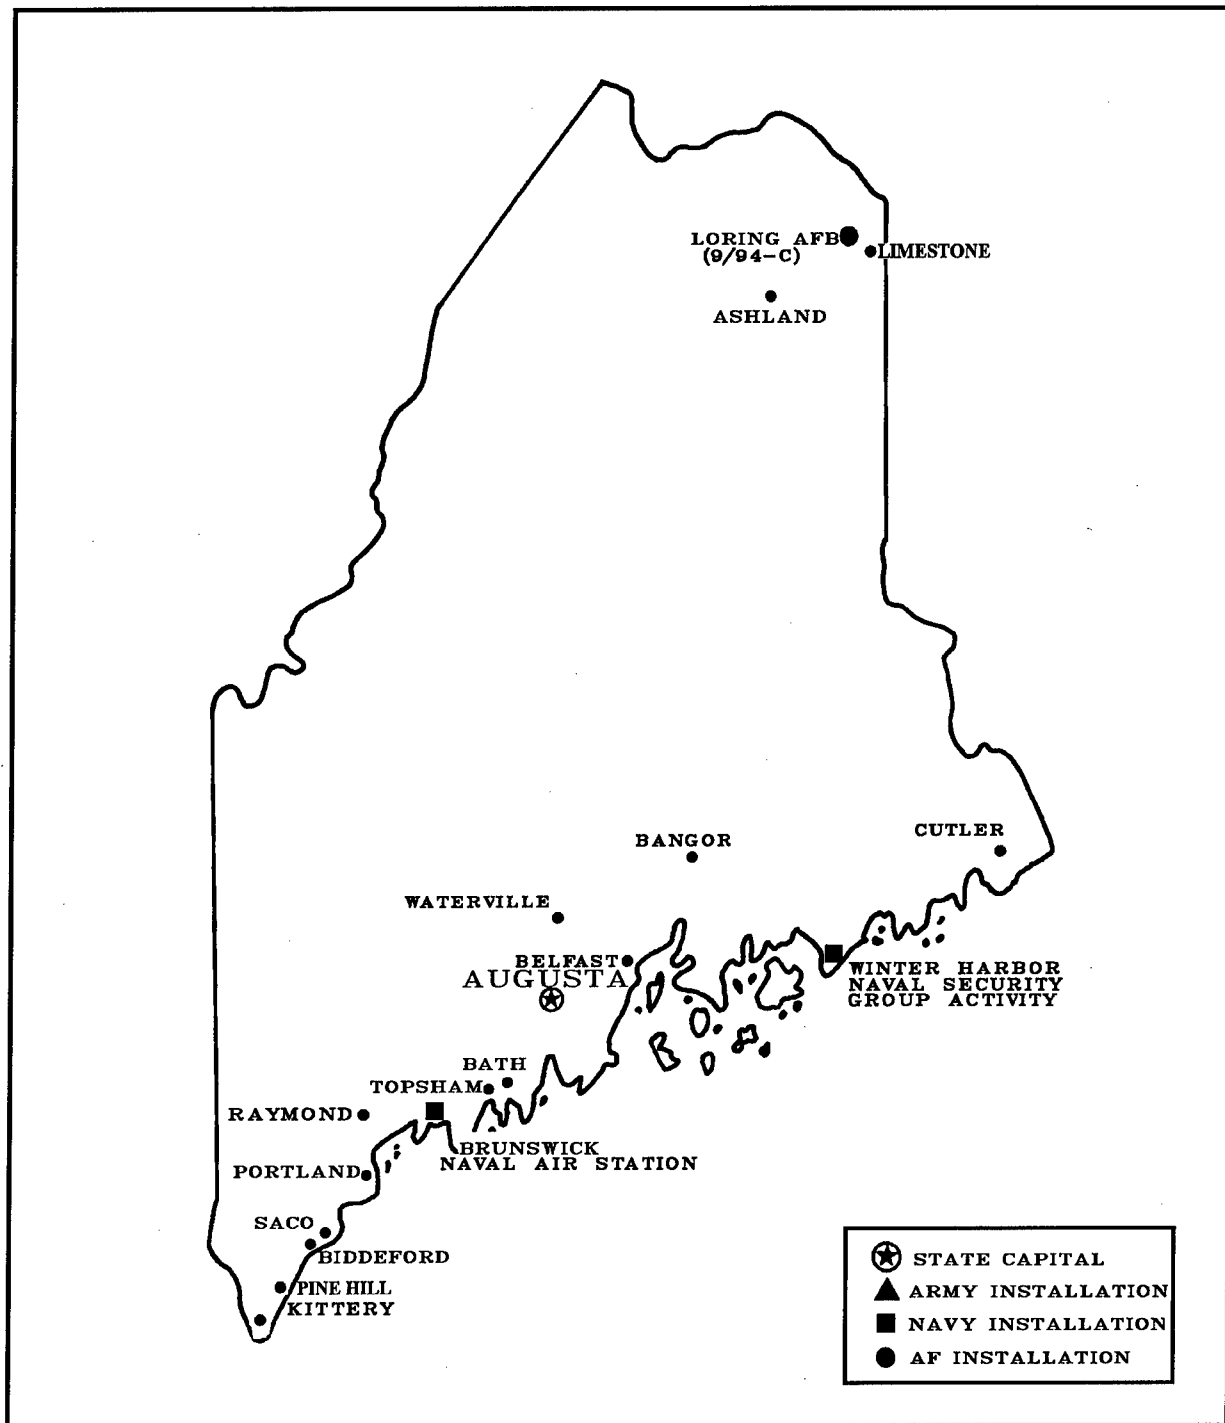 LORING AFB
(9/94-C)
LIMESTONE
ASHLAND
CUTLER
BANGOR
WATERVILLE
BELFAST
AUGUSTA
WINTER HARBOR
NAVAL SECURITY
GROUP ACTIVITY
BATH
TOPSHAM
RAYMOND
BRUNSWICK
NAVAL AIR STATION
PORTLAND
SACO
BIDDEFORD
PINE HILL
KITTERY
STATE CAPITAL
ARMY INSTALLATION
NAVY INSTALLATION
AF INSTALLATION